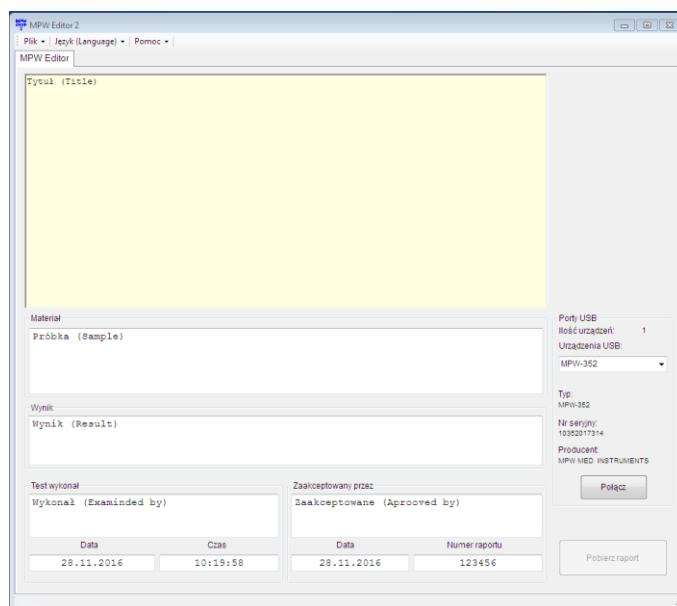 MPW Editor 2
Plik Język (Language) Pomoc
MPW Editor
Tytuł (Title)
Materiał
Próbka (Sample)
Wynik
Wynik (Result)
Test wykonał
Wykonał (Examinded by)
Data Czas
28.11.2016 10:19:58
Zaakceptowany przez
Zaakceptowane (Aprooved by)
Data Numer raportu
28.11.2016 123456
Porty USB
Ilość urządzeń: 1
Urządzenia USB:
MPW-352
Typ:
MPW-352
Nr seryjny:
10352017314
Producent:
MPW MED. INSTRUMENTS
Połącz
Pobierz raport